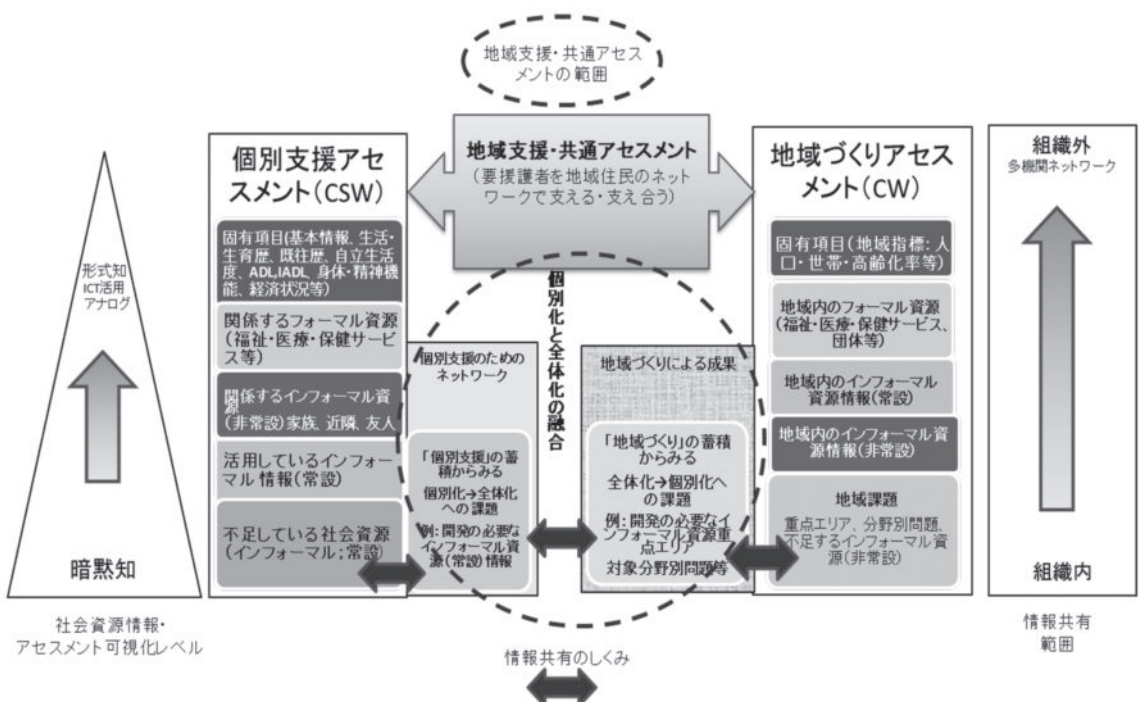 地域支援・共通アセス
メントの範囲
形式知
ICT活用
アナログ
暗黙知
社会資源情報・
アセスメント可視化レベル
個別支援アセ
スメント（CSW）
固有項目(基本情報、生活・
生育歴、既往歴、自立生活
度、ADL,IADL、身体・精神機
能、経済状況等)
関係するフォーマル資源
(福祉・医療・保健サービ
ス等)
関係するインフォーマル資
源
(非常設)家族、近隣、友人
活用しているインフォー
マル情報(常設)
不足している社会資源
(インフォーマル;常設)
地域支援・共通アセスメント
(要援護者を地域住民のネット
ワークで支える・支え合う)
個別化と全体化の融合
個別支援のための
ネットワーク
「個別支援」の蓄
積からみる
個別化→全体化
への課題
例:開発の必要な
インフォーマル資
源(常設)情報
地域づくりによる成果
「地域づくり」の蓄積
からみる
全体化→個別化へ
の課題
例:開発の必要なイ
ンフォーマル資源重
点エリア
対象分野別問題等
地域づくりアセス
メント（CW）
固有項目(地域指標:人
口・世帯・高齢化率等)
地域内のフォーマル資源
(福祉・医療・保健サービス、
団体等)
地域内のインフォーマル
資源情報(常設)
地域内のインフォーマル資
源情報(非常設)
地域課題
重点エリア、分野別問題、
不足するインフォーマル資
源(非常設)
組織外
多機関ネットワーク
組織内
情報共有
範囲
情報共有のしくみ